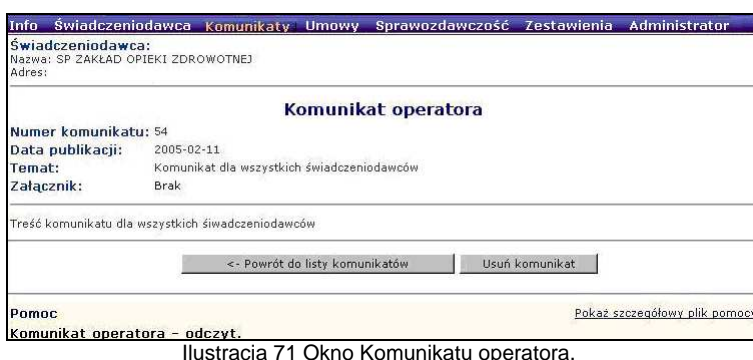 Info Świadczeniodawca Komunikaty Umowy Sprawozdawczość Zestawienia Administrator
Świadczeniodawca:
Nazwa: SP ZAKŁAD OPIEKI ZDROWOTNEJ
Adres:
Komunikat operatora
Numer komunikatu: 54
Data publikacji: 2005-02-11
Temat: Komunikat dla wszystkich świadczeniodawców
Załącznik: Brak
Treść komunikatu dla wszystkich śiwadczeniodawców
<- Powrót do listy komunikatów Usuń komunikat
Pomoc Pokaż szczegółowy plik pomocy
Komunikat operatora - odczyt.
Ilustracja 71 Okno Komunikatu operatora.